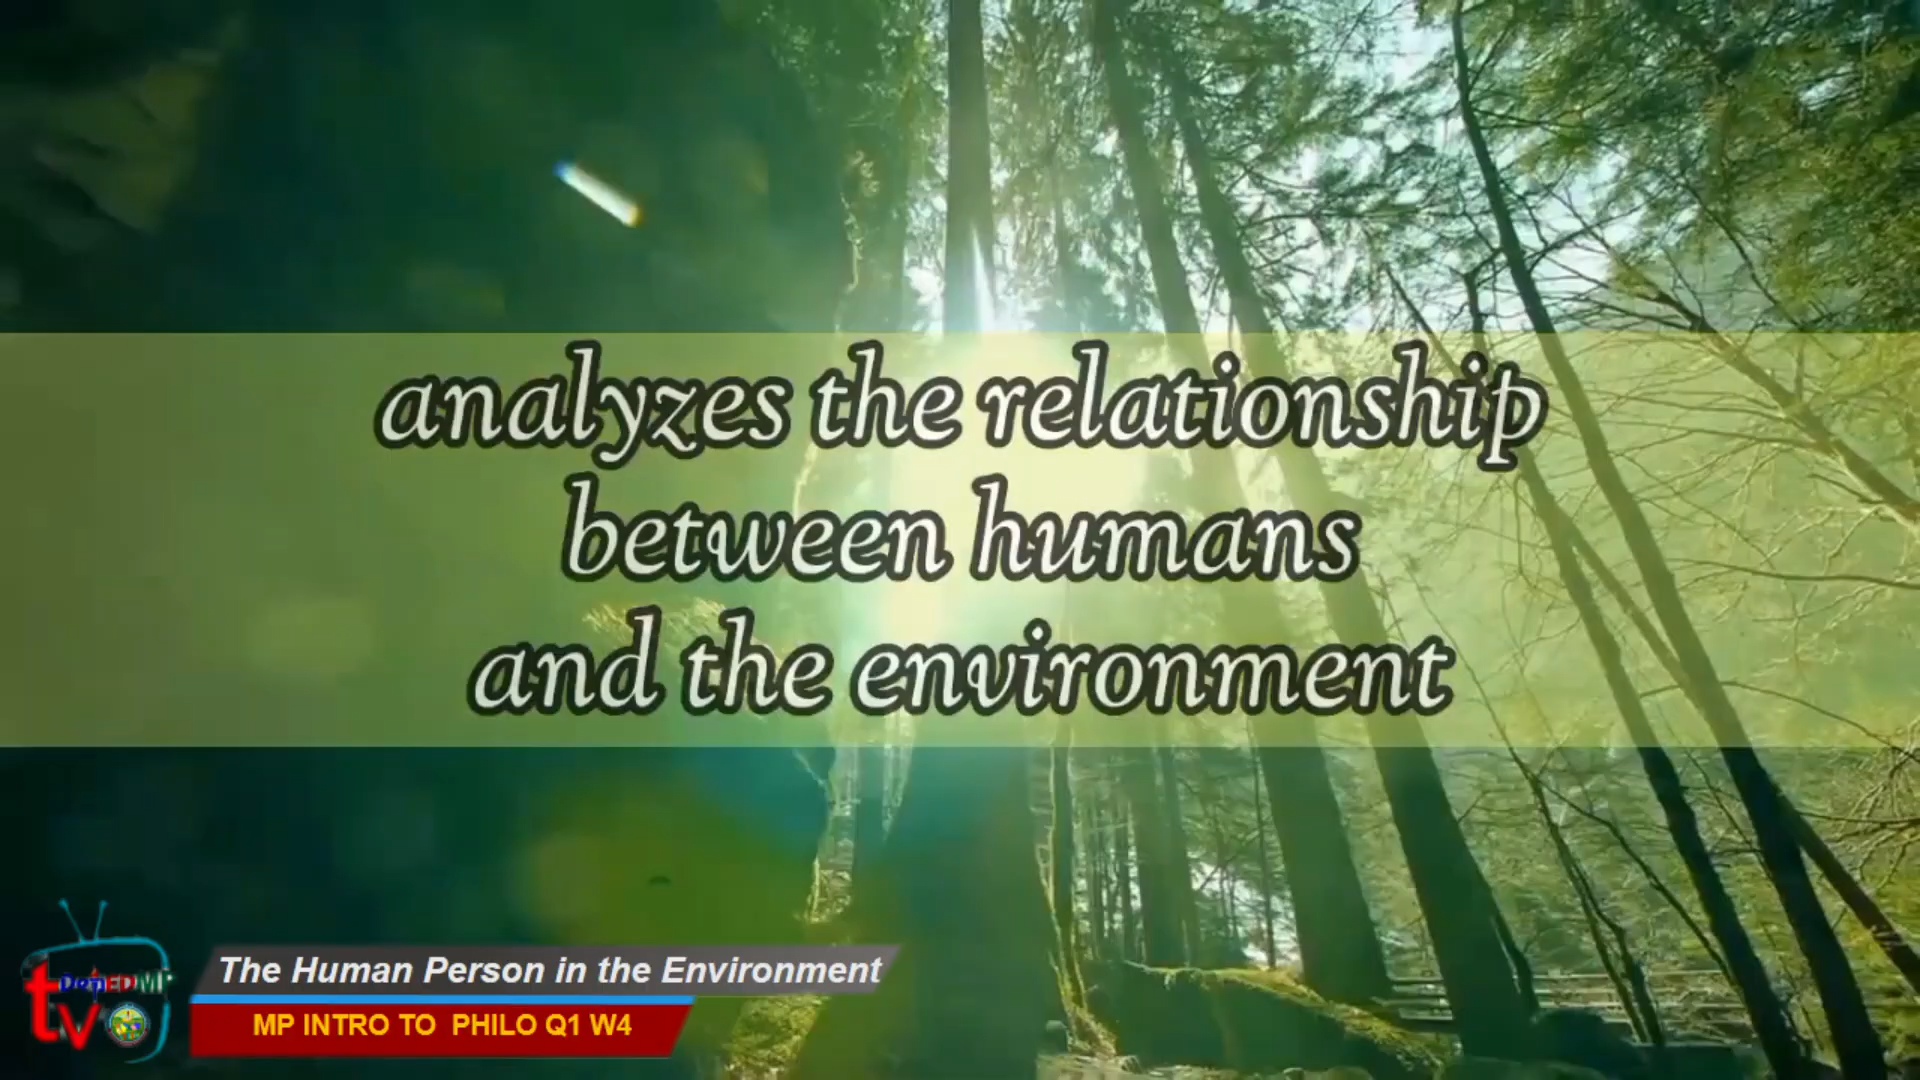 analyzes the relationship
between humans
and the environment
The Human Person in the Environment
MP INTRO TO PHILO Q1 W4
DepEDMP
tv